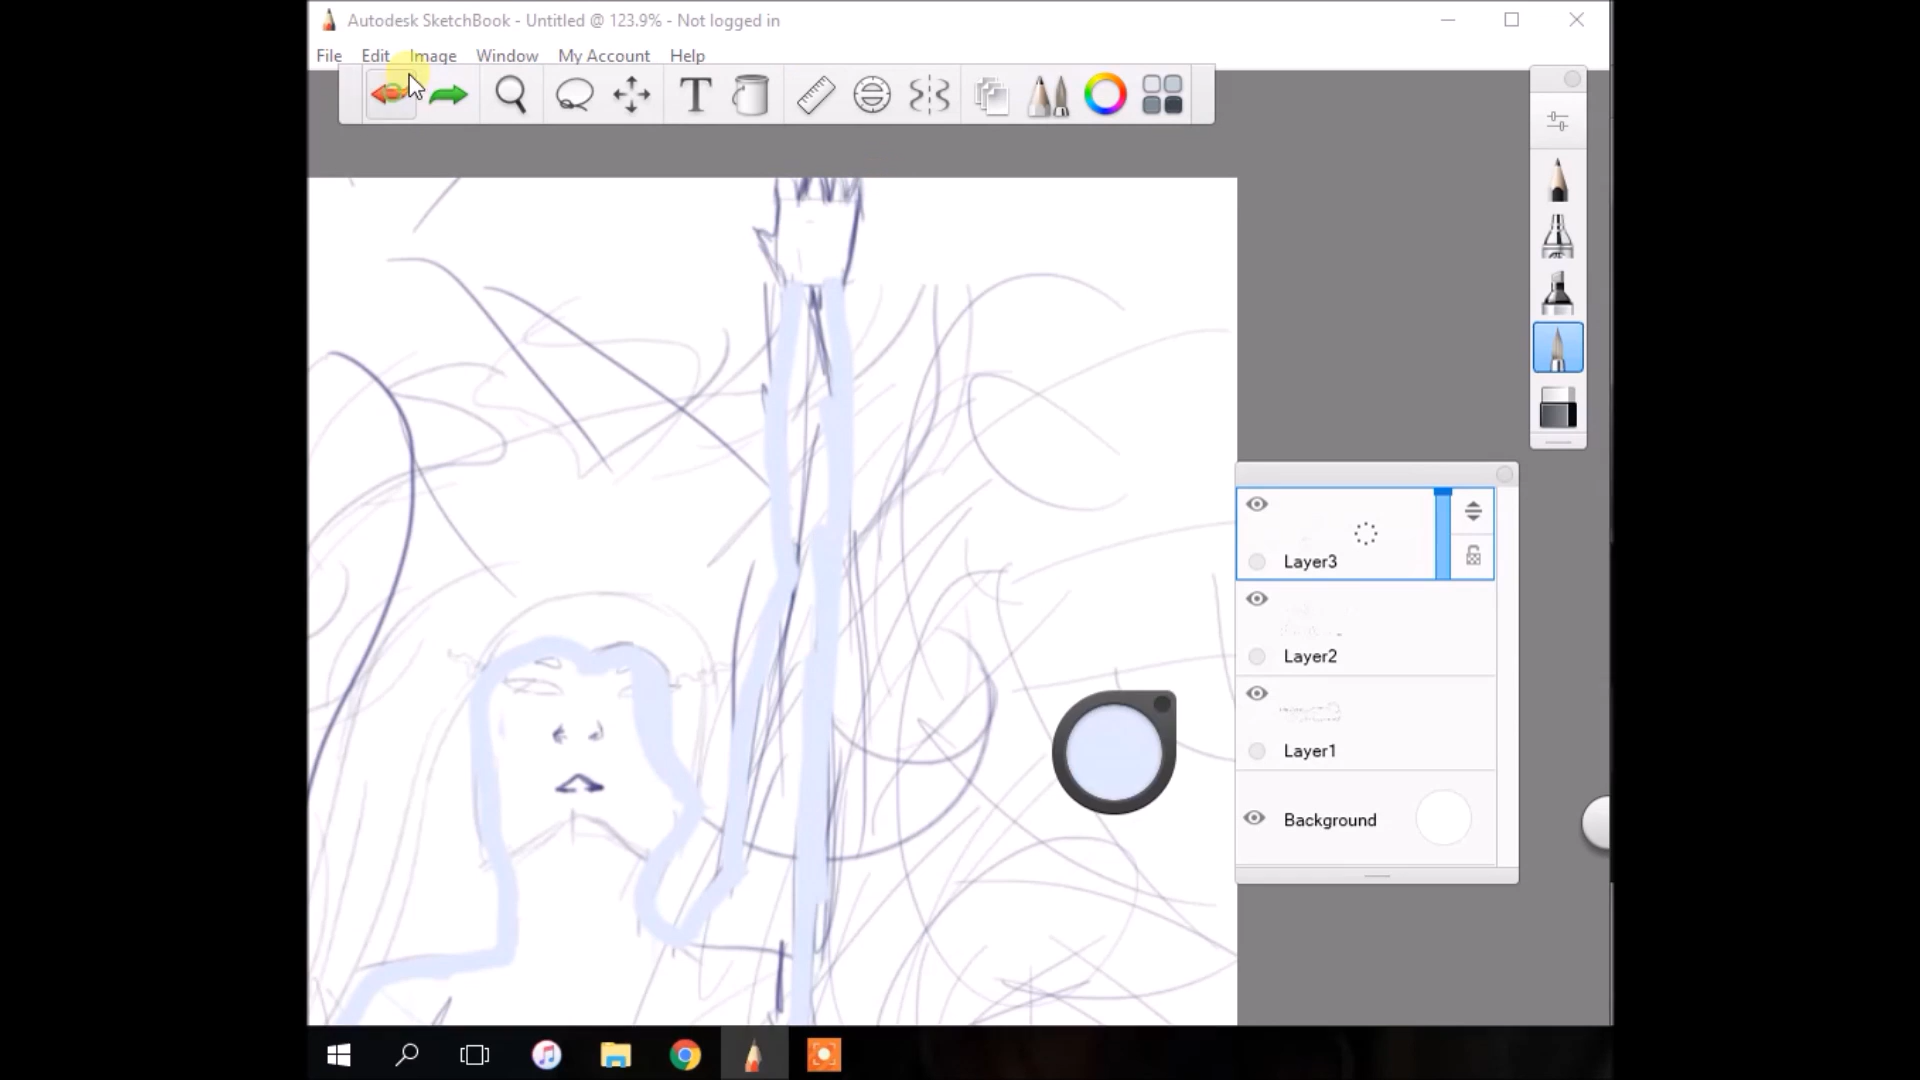 Autodesk SketchBook - Untitled @ 123.9% - Not logged in
File Edit Image Window My Account Help
T
Layer3
Layer2
Layer1
Background